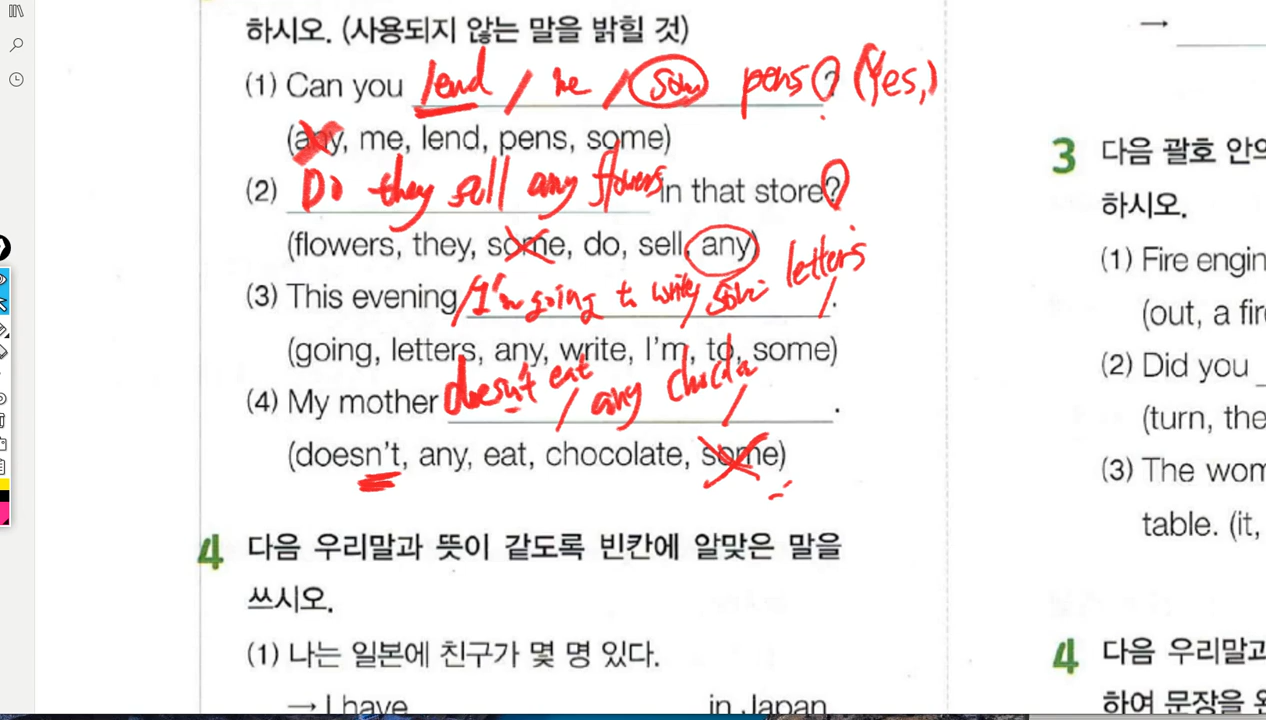 하시오. (사용되지 않는 말을 밝힐 것)
(1) Can you lend / me / some pens? (Yes,)
(any, me, lend, pens, some)
(2) Do they sell any flowers in that store?
(flowers, they, some, do, sell, any)
(3) This evening / I'm going to write / some letters / .
(going, letters, any, write, I'm, to, some)
(4) My mother doesn't eat / any / .
(doesn't, any, eat, chocolate, some)
4 다음 우리말과 뜻이 같도록 빈칸에 알맞은 말을
쓰시오.
(1) 나는 일본에 친구가 몇 명 있다.
→ I have in Japan
→
3 다음 괄호 안의
하시오.
(1) Fire engin
(out, a fir
(2) Did you
(turn, the
(3) The wom
table. (it,
4 다음 우리말과
하여 문장을 완